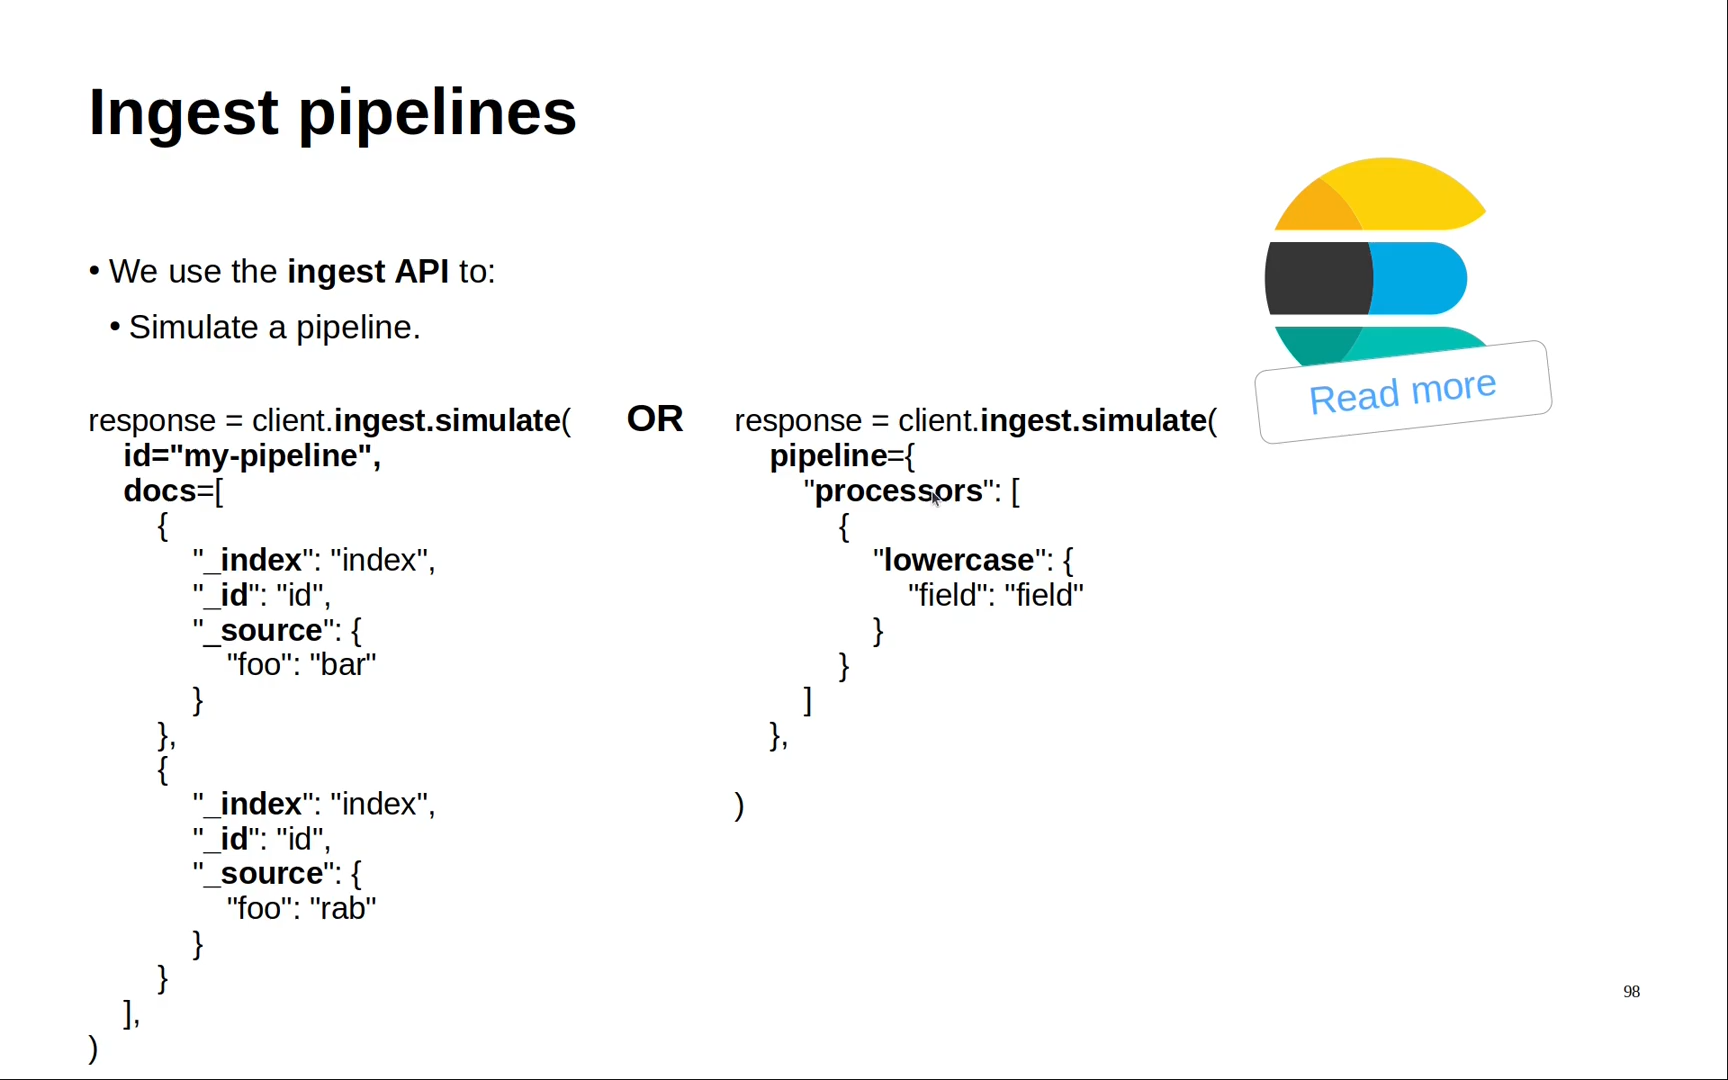 Ingest pipelines
• We use the ingest API to:
• Simulate a pipeline.
response = client.ingest.simulate(
id="my-pipeline",
docs=[
{
"_index": "index",
"_id": "id",
"_source": {
"foo": "bar"
}
},
{
"_index": "index",
"_id": "id",
"_source": {
"foo": "rab"
}
}
],
)
OR
response = client.ingest.simulate(
pipeline={
"processors": [
{
"lowercase": {
"field": "field"
}
}
]
},
)
Read more
98